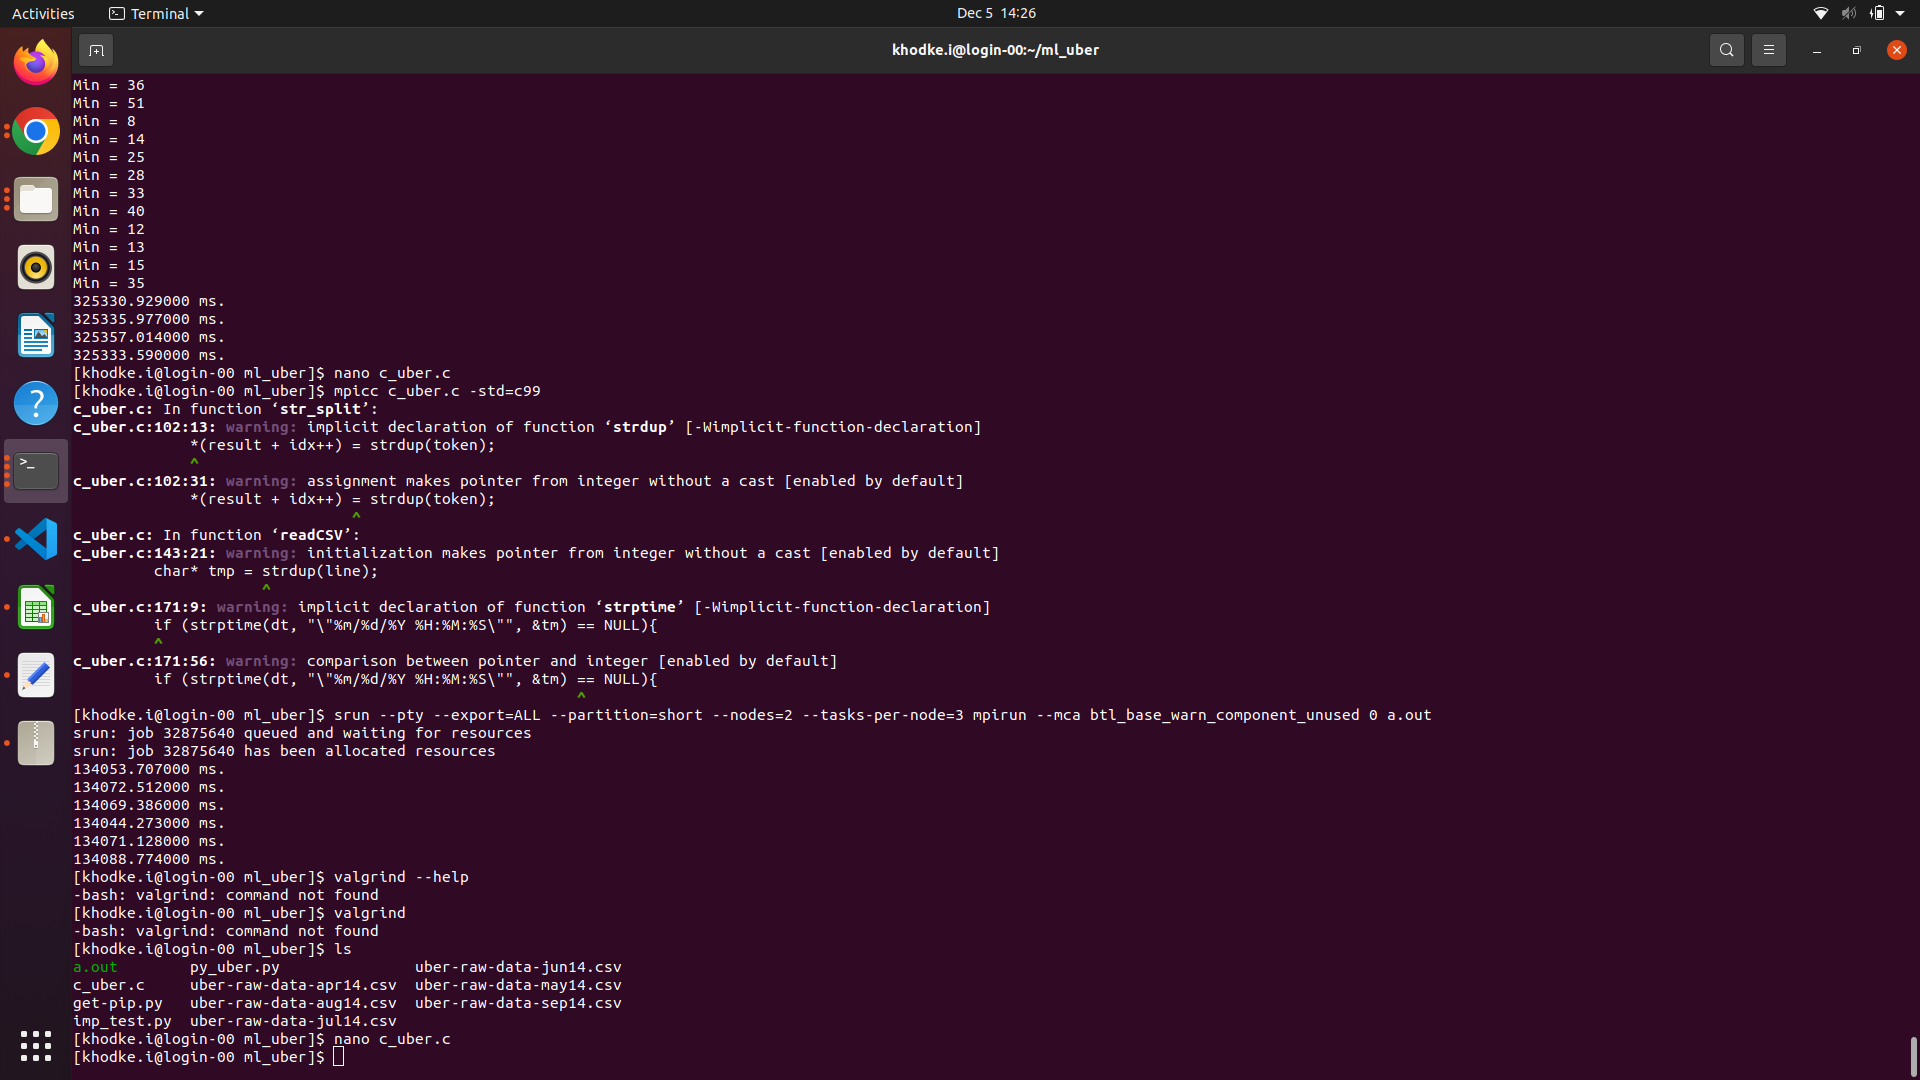 Activities
Terminal
Dec 5 14:26
khodke.i@login-00:~/ml_uber
Min = 36
Min = 51
Min = 8
Min = 14
Min = 25
Min = 28
Min = 33
Min = 40
Min = 12
Min = 13
Min = 15
Min = 35
325330.929000 ms.
325335.977000 ms.
325357.014000 ms.
325333.590000 ms.
[khodke.i@login-00 ml_uber]$ nano c_uber.c
[khodke.i@login-00 ml_uber]$ mpicc c_uber.c -std=c99
c_uber.c: In function ‘str_split’:
c_uber.c:102:13: warning: implicit declaration of function ‘strdup’ [-Wimplicit-function-declaration]
             *(result + idx++) = strdup(token);
             ^
c_uber.c:102:31: warning: assignment makes pointer from integer without a cast [enabled by default]
             *(result + idx++) = strdup(token);
                               ^
c_uber.c: In function ‘readCSV’:
c_uber.c:143:21: warning: initialization makes pointer from integer without a cast [enabled by default]
         char* tmp = strdup(line);
                     ^
c_uber.c:171:9: warning: implicit declaration of function ‘strptime’ [-Wimplicit-function-declaration]
         if (strptime(dt, "\"%m/%d/%Y %H:%M:%S\"", &tm) == NULL){
         ^
c_uber.c:171:56: warning: comparison between pointer and integer [enabled by default]
         if (strptime(dt, "\"%m/%d/%Y %H:%M:%S\"", &tm) == NULL){
                                                        ^
[khodke.i@login-00 ml_uber]$ srun --pty --export=ALL --partition=short --nodes=2 --tasks-per-node=3 mpirun --mca btl_base_warn_component_unused 0 a.out
srun: job 32875640 queued and waiting for resources
srun: job 32875640 has been allocated resources
134053.707000 ms.
134072.512000 ms.
134069.386000 ms.
134044.273000 ms.
134071.128000 ms.
134088.774000 ms.
[khodke.i@login-00 ml_uber]$ valgrind --help
-bash: valgrind: command not found
[khodke.i@login-00 ml_uber]$ valgrind
-bash: valgrind: command not found
[khodke.i@login-00 ml_uber]$ ls
a.out        py_uber.py               uber-raw-data-jun14.csv
c_uber.c     uber-raw-data-apr14.csv  uber-raw-data-may14.csv
get-pip.py   uber-raw-data-aug14.csv  uber-raw-data-sep14.csv
imp_test.py  uber-raw-data-jul14.csv
[khodke.i@login-00 ml_uber]$ nano c_uber.c
[khodke.i@login-00 ml_uber]$